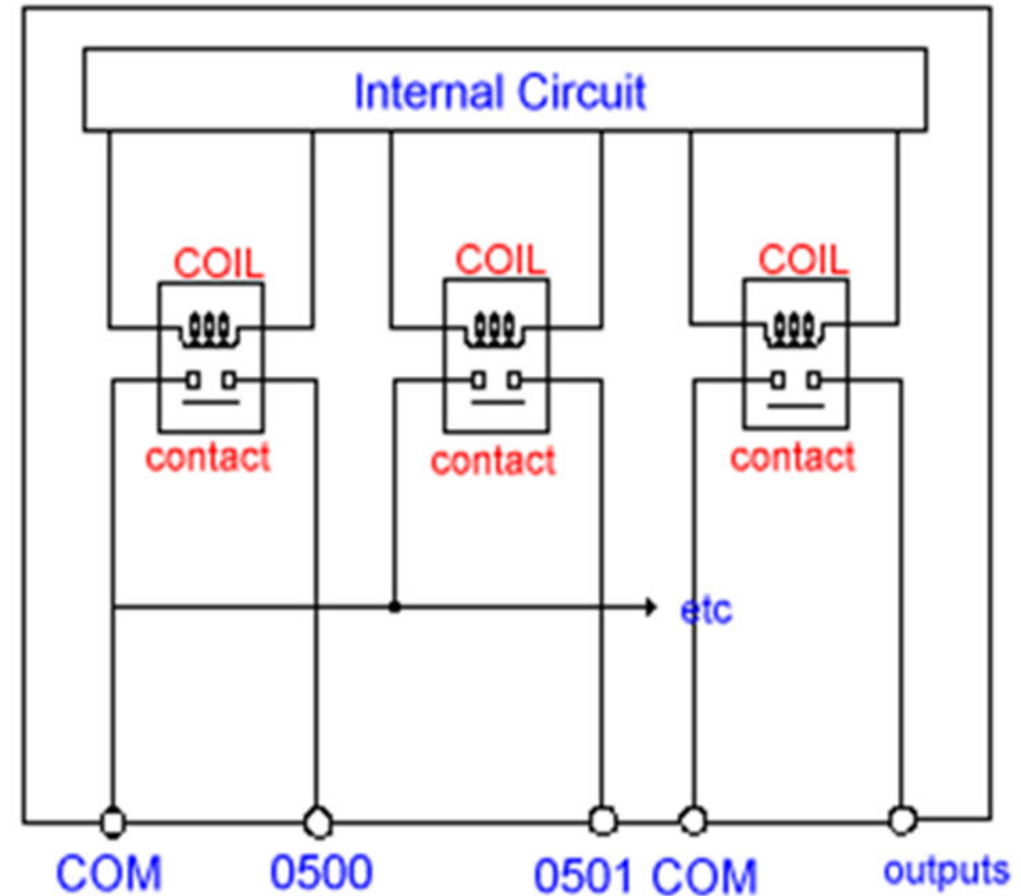 Internal Circuit
COIL COIL COIL
contact contact contact
etc
COM 0500 0501 COM outputs